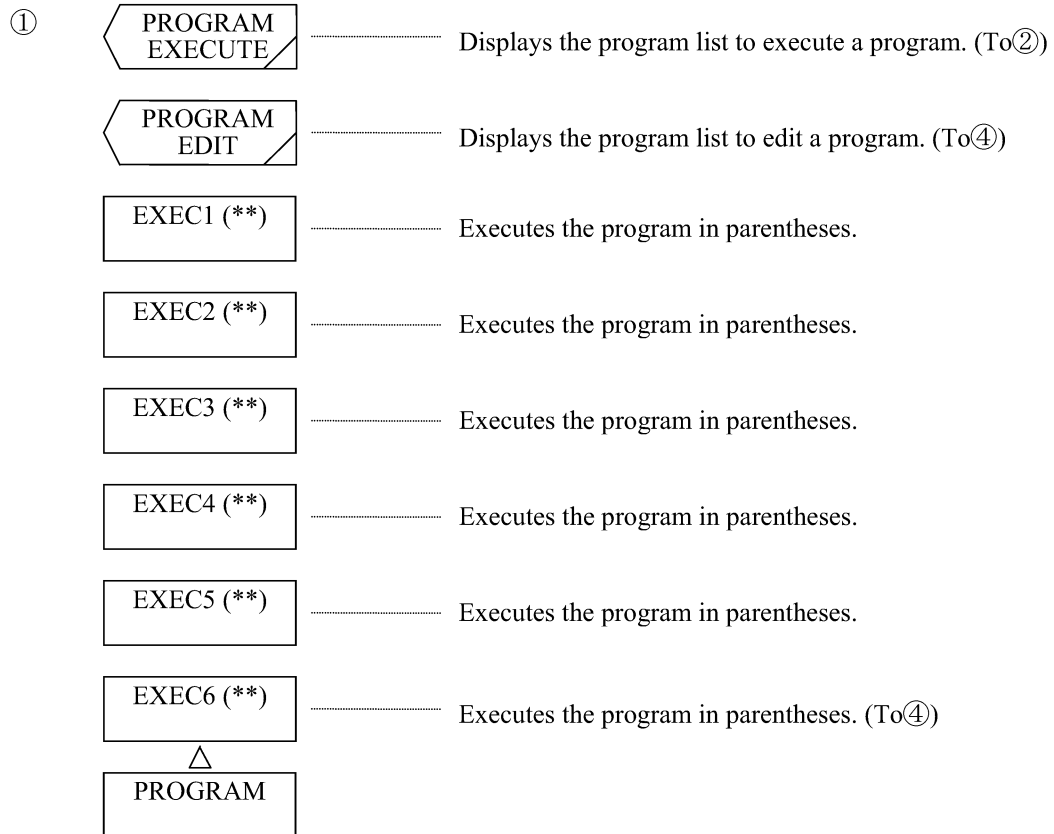 ①
PROGRAM
EXECUTE
Displays the program list to execute a program. (To②)
PROGRAM
EDIT
Displays the program list to edit a program. (To④)
EXEC1 (**)
Executes the program in parentheses.
EXEC2 (**)
Executes the program in parentheses.
EXEC3 (**)
Executes the program in parentheses.
EXEC4 (**)
Executes the program in parentheses.
EXEC5 (**)
Executes the program in parentheses.
EXEC6 (**)
Executes the program in parentheses. (To④)
PROGRAM